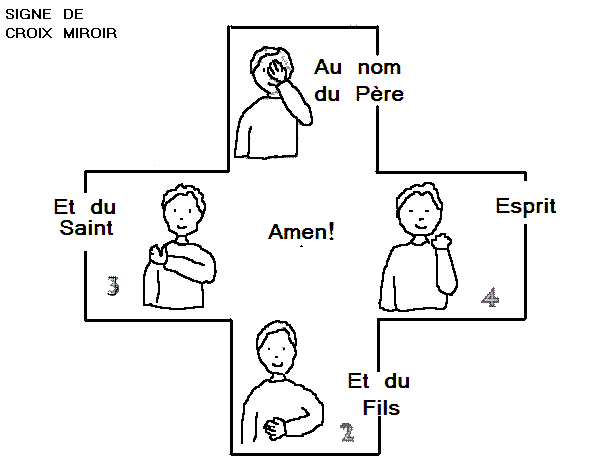 SIGNE DE
CROIX MIROIR
Au nom
du Père
Et du
Saint
3
Amen!
Esprit
4
Et du
Fils
2